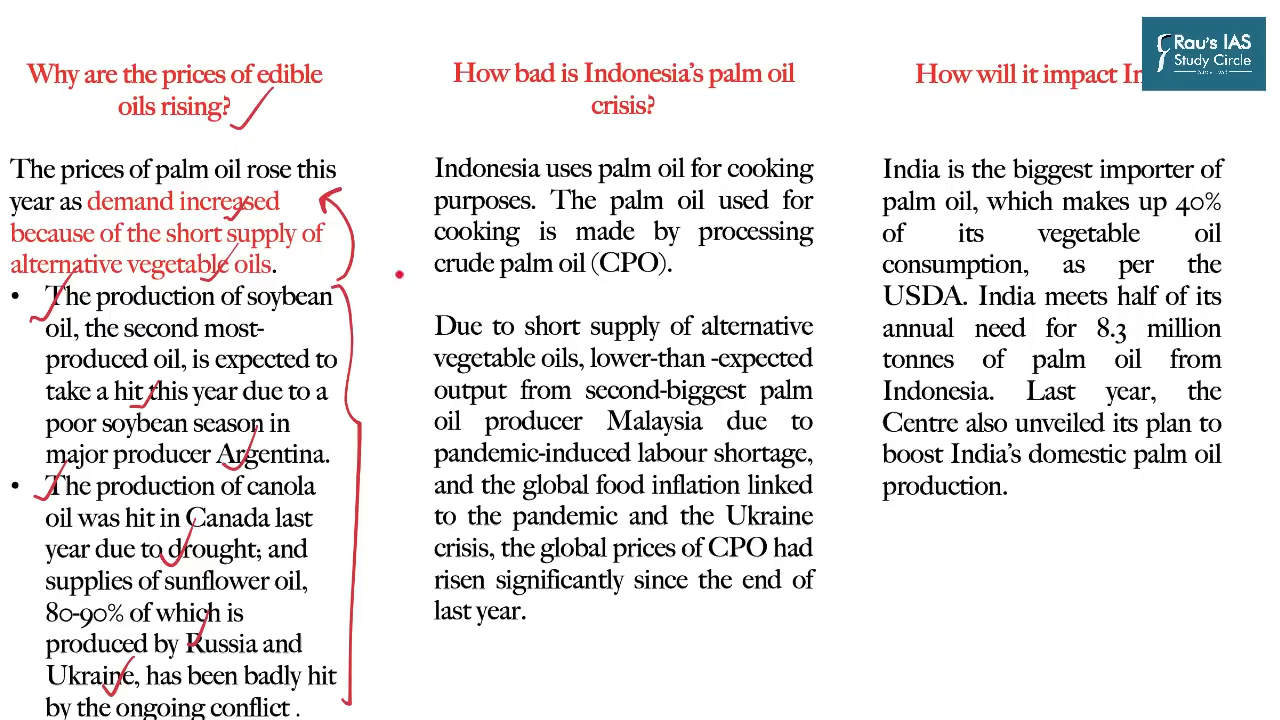 Rau's IAS
Study Circle
Why are the prices of edible
oils rising?
The prices of palm oil rose this
year as demand increased
because of the short supply of
alternative vegetable oils.
• The production of soybean
oil, the second most-
produced oil, is expected to
take a hit this year due to a
poor soybean season in
major producer Argentina.
• The production of canola
oil was hit in Canada last
year due to drought; and
supplies of sunflower oil,
80-90% of which is
produced by Russia and
Ukraine, has been badly hit
by the ongoing conflict .
How bad is Indonesia's palm oil
crisis?
Indonesia uses palm oil for cooking
purposes. The palm oil used for
cooking is made by processing
crude palm oil (CPO).
Due to short supply of alternative
vegetable oils, lower-than -expected
output from second-biggest palm
oil producer Malaysia due to
pandemic-induced labour shortage,
and the global food inflation linked
to the pandemic and the Ukraine
crisis, the global prices of CPO had
risen significantly since the end of
last year.
How will it impact
India is the biggest importer of
palm oil, which makes up 40%
of its vegetable oil
consumption, as per the
USDA. India meets half of its
annual need for 8.3 million
tonnes of palm oil from
Indonesia. Last year, the
Centre also unveiled its plan to
boost India's domestic palm oil
production.